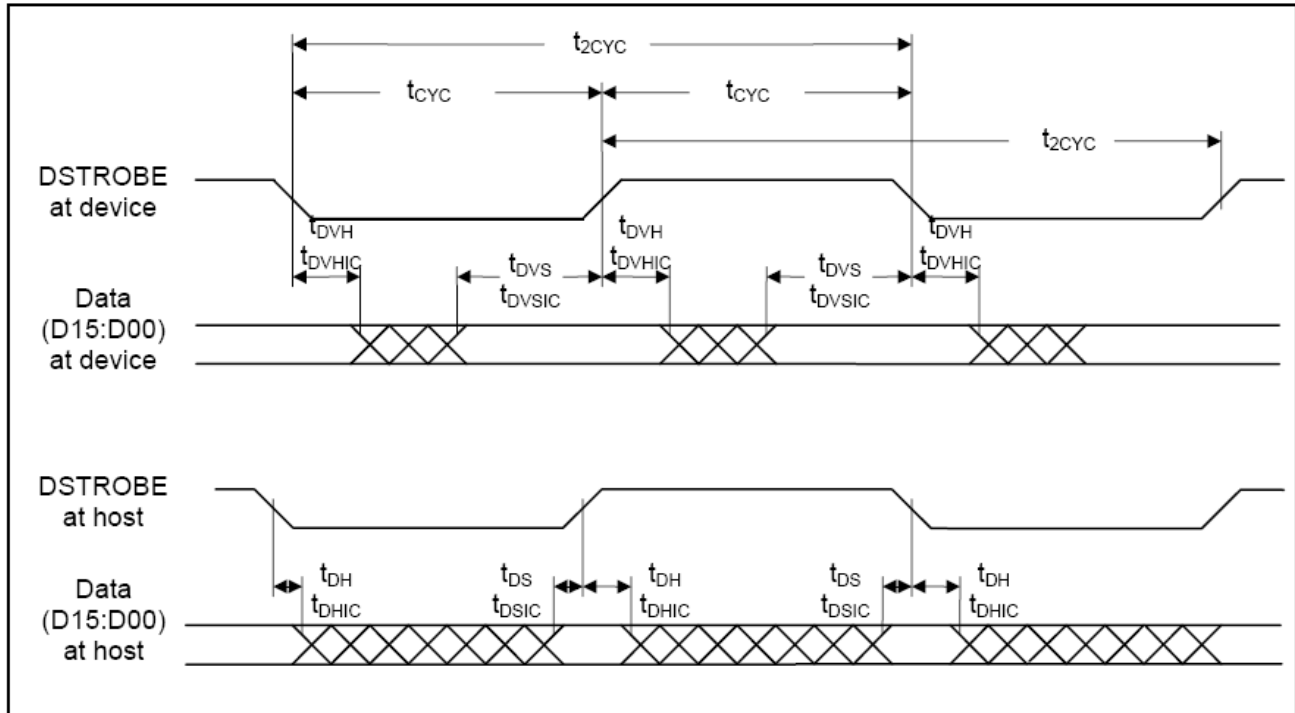 t2CYC
tCYC tCYC
t2CYC
DSTROBE
at device
tDVH tDVH tDVH
tDVHIC tDVS tDVHIC tDVS tDVHIC
tDVSIC tDVSIC
Data
(D15:D00)
at device
DSTROBE
at host
tDH tDS tDH tDS tDH
tDHIC tDSIC tDHIC tDSIC tDHIC
Data
(D15:D00)
at host